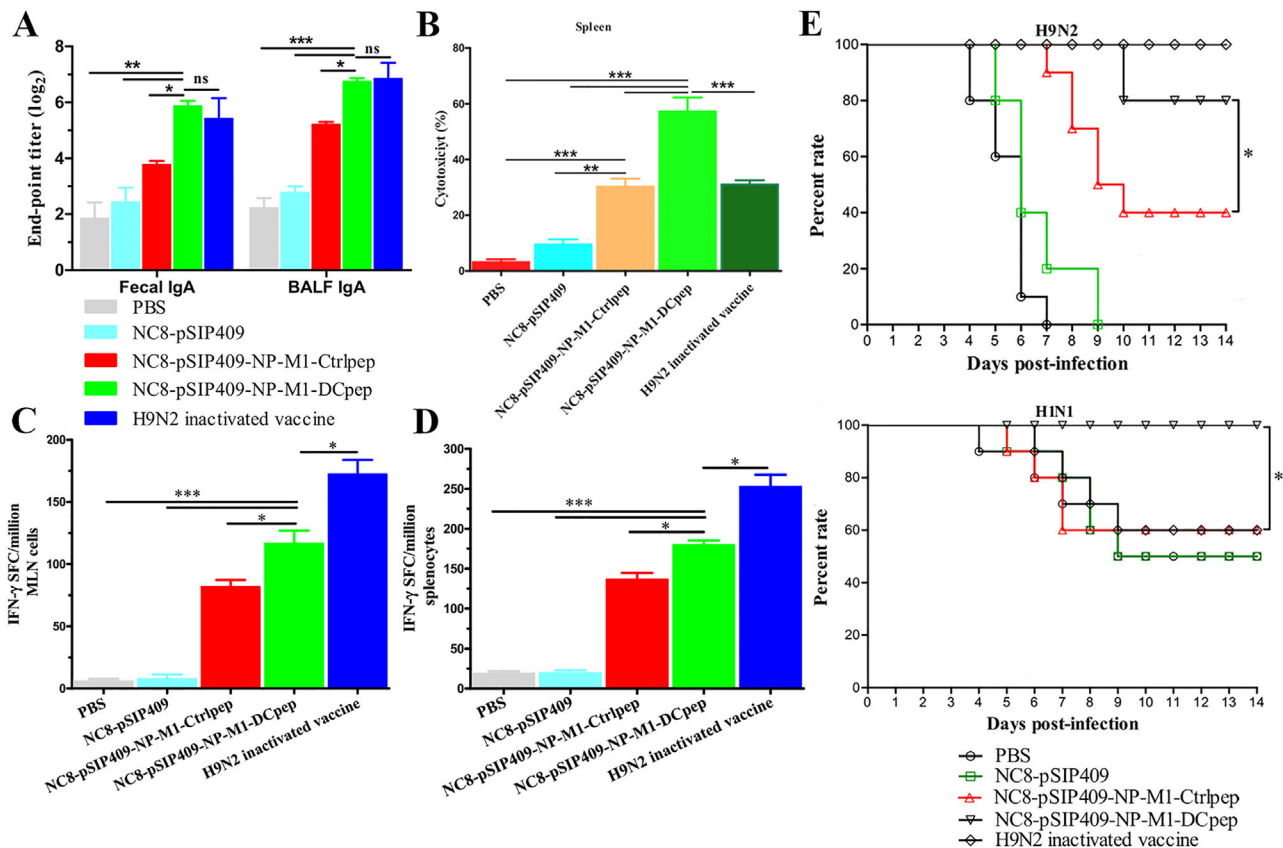 A
End-point titer (log2)
8
6
4
2
0
**
*
ns
***
*
ns
Fecal IgA
BALF IgA
PBS
NC8-pSIP409
NC8-pSIP409-NP-M1-Ctrlpep
NC8-pSIP409-NP-M1-DCpep
H9N2 inactivated vaccine
B
Spleen
Cytotoxiciyt (%)
80
60
40
20
0
***
***
***
**
PBS
NC8-pSIP409
NC8-pSIP409-NP-M1-Ctrlpep
NC8-pSIP409-NP-M1-DCpep
H9N2 inactivated vaccine
C
IFN-γ SFC/million
MLN cells
200
150
100
50
0
***
*
*
PBS
NC8-pSIP409
NC8-pSIP409-NP-M1-Ctrlpep
NC8-pSIP409-NP-M1-DCpep
H9N2 inactivated vaccine
D
IFN-γ SFC/million
splenocytes
300
250
200
150
100
50
0
***
*
*
PBS
NC8-pSIP409
NC8-pSIP409-NP-M1-Ctrlpep
NC8-pSIP409-NP-M1-DCpep
H9N2 inactivated vaccine
E
H9N2
Percent rate
100
80
60
40
20
0
*
0 1 2 3 4 5 6 7 8 9 10 11 12 13 14
Days post-infection
H1N1
Percent rate
100
80
60
40
20
0
*
0 1 2 3 4 5 6 7 8 9 10 11 12 13 14
Days post-infection
PBS
NC8-pSIP409
NC8-pSIP409-NP-M1-Ctrlpep
NC8-pSIP409-NP-M1-DCpep
H9N2 inactivated vaccine